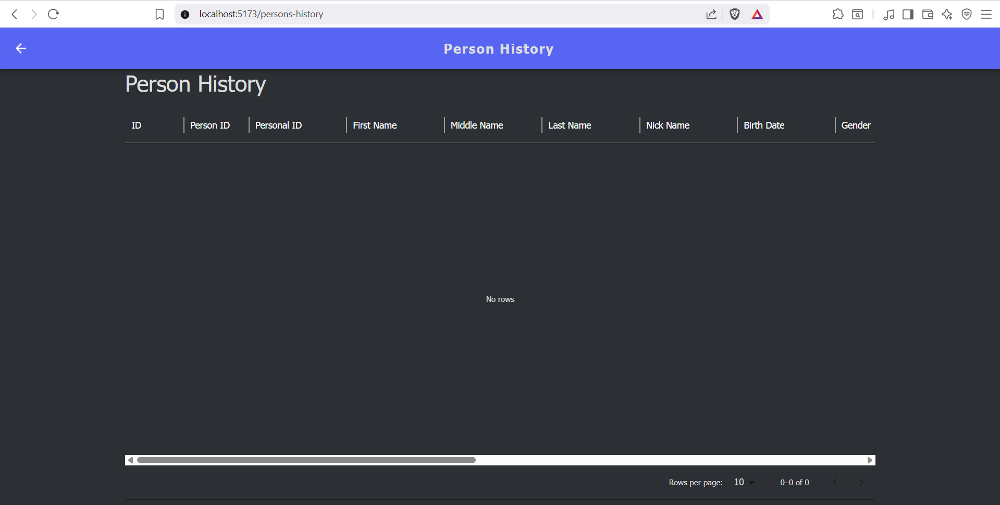 localhost:5173/persons-history
Person History
Person History
ID Person ID Personal ID First Name Middle Name Last Name Nick Name Birth Date Gender
No rows
Rows per page: 10 0–0 of 0